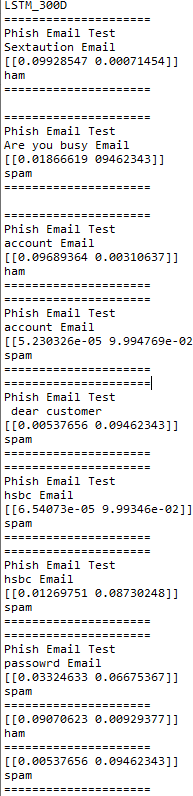 LSTM_300D
=====================
Phish Email Test
Sextaution Email
[[0.09928547 0.00071454]]
ham
=====================
=====================
Phish Email Test
Are you busy Email
[[0.01866619 09462343]]
spam
=====================
=====================
Phish Email Test
account Email
[[0.09689364 0.00310637]]
ham
=====================
=====================
Phish Email Test
account Email
[[5.230326e-05 9.994769e-02
spam
=====================
=====================
Phish Email Test
dear customer
[[0.00537656 0.09462343]]
spam
=====================
=====================
Phish Email Test
hsbc Email
[[6.54073e-05 9.99346e-02]]
spam
=====================
=====================
Phish Email Test
hsbc Email
[[0.01269751 0.08730248]]
spam
=====================
=====================
Phish Email Test
passowrd Email
[[0.03324633 0.06675367]]
spam
=====================
[[0.09070623 0.00929377]]
ham
=====================
[[0.00537656 0.09462343]]
spam
=====================